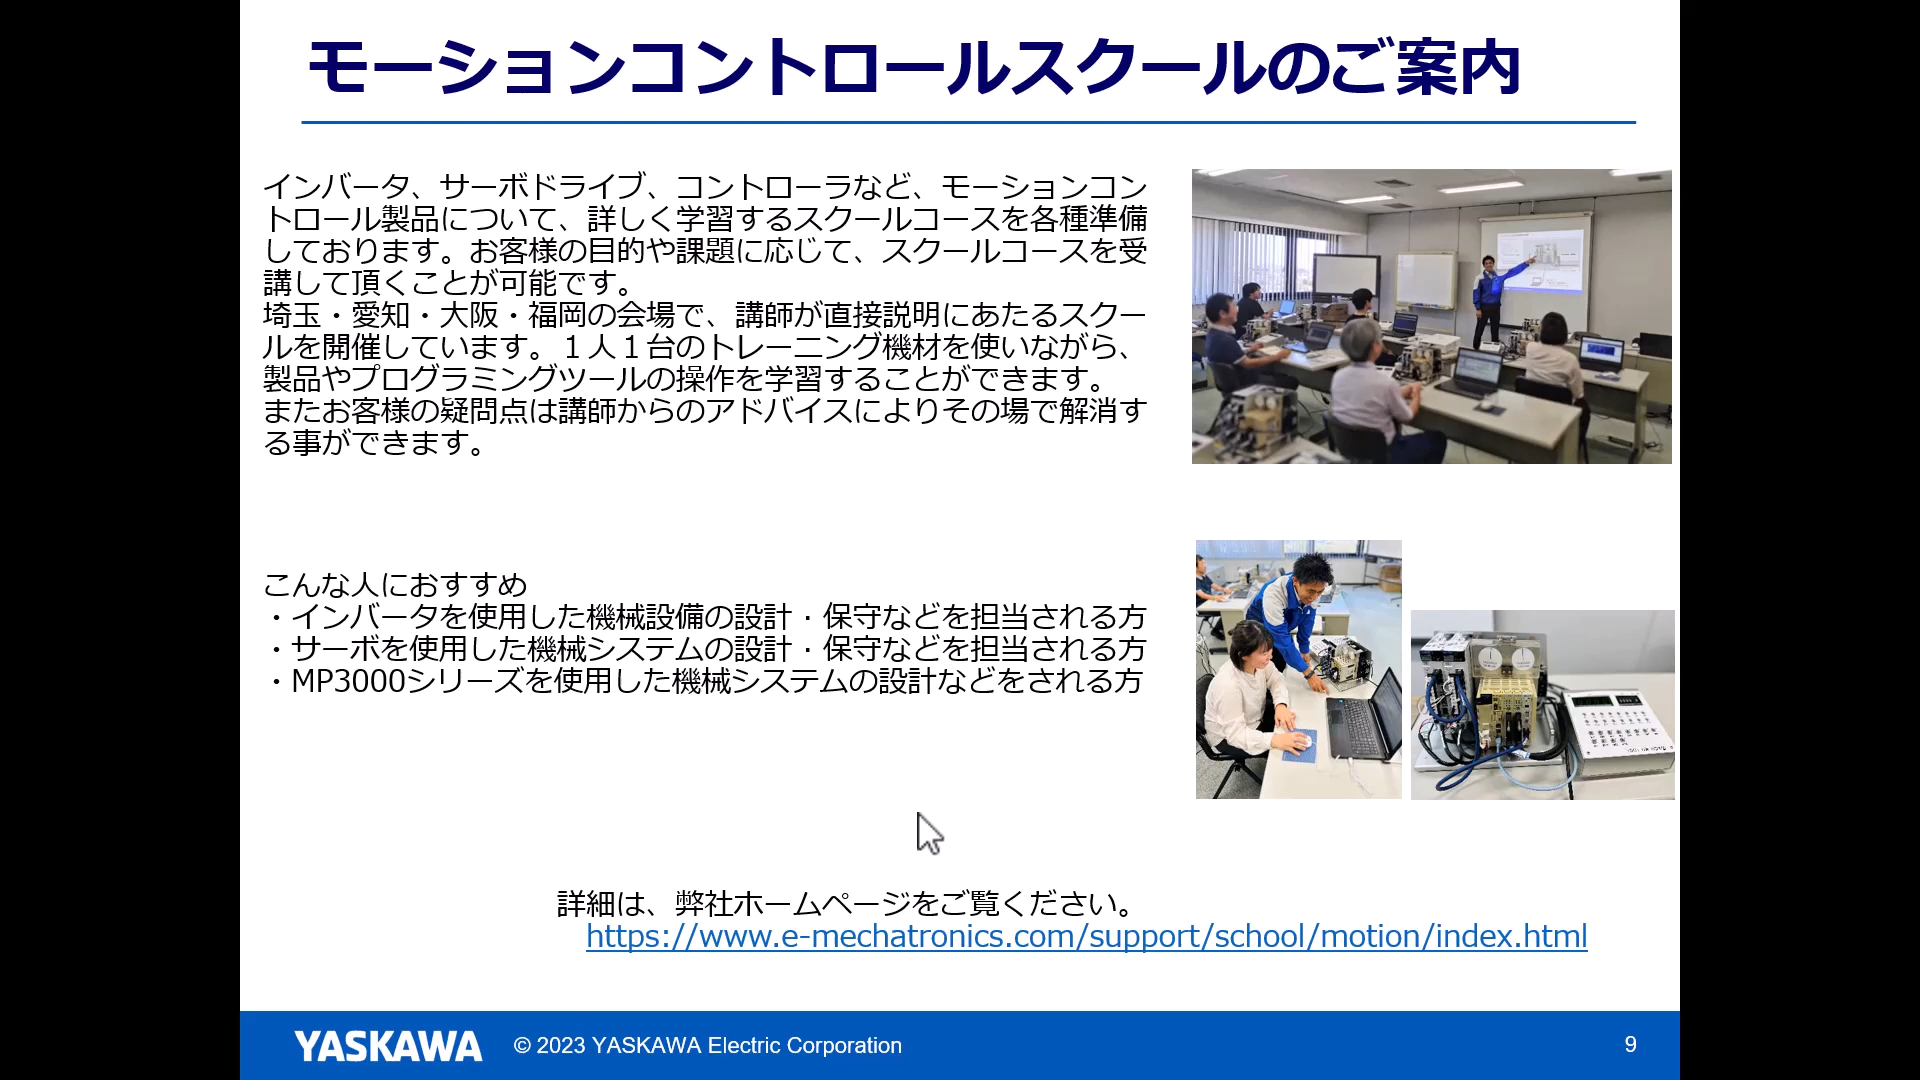 モーションコントロールスクールのご案内
インバータ、サーボドライブ、コントローラなど、モーションコン
トロール製品について、詳しく学習するスクールコースを各種準備
しております。お客様の目的や課題に応じて、スクールコースを受
講して頂くことが可能です。
埼玉・愛知・大阪・福岡の会場で、講師が直接説明にあたるスクー
ルを開催しています。１人１台のトレーニング機材を使いながら、
製品やプログラミングツールの操作を学習することができます。
またお客様の疑問点は講師からのアドバイスによりその場で解消す
る事ができます。
こんな人におすすめ
・インバータを使用した機械設備の設計・保守などを担当される方
・サーボを使用した機械システムの設計・保守などを担当される方
・MP3000シリーズを使用した機械システムの設計などをされる方
詳細は、弊社ホームページをご覧ください。
https://www.e-mechatronics.com/support/school/motion/index.html
YASKAWA © 2023 YASKAWA Electric Corporation 9